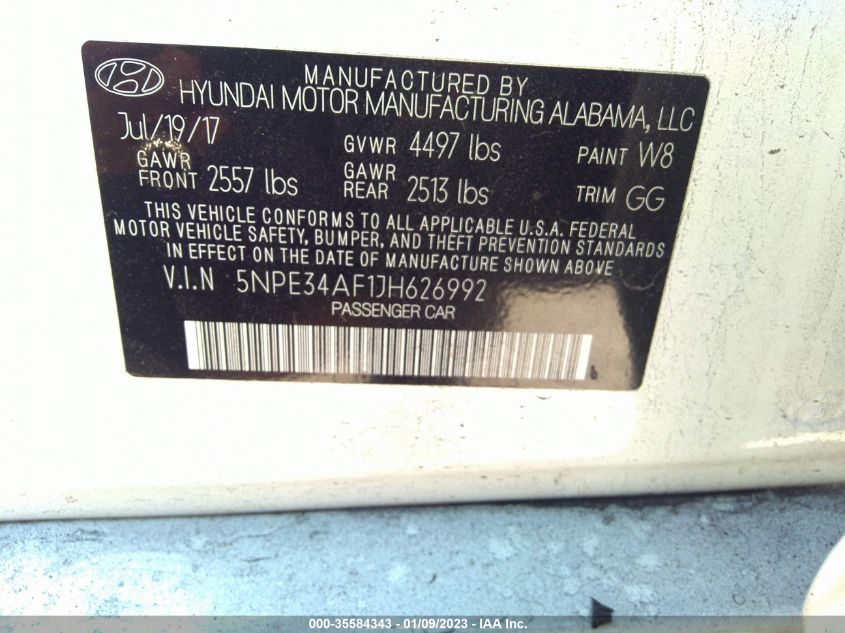 MANUFACTURED BY
HYUNDAI MOTOR MANUFACTURING ALABAMA, LLC
Jul/19/17 GVWR 4497 lbs PAINT W8
GAWR FRONT 2557 lbs GAWR REAR 2513 lbs TRIM GG
THIS VEHICLE CONFORMS TO ALL APPLICABLE U.S.A. FEDERAL
MOTOR VEHICLE SAFETY, BUMPER, AND THEFT PREVENTION STANDARDS
IN EFFECT ON THE DATE OF MANUFACTURING SHOWN ABOVE
V.I.N 5NPE34AF1JH626992
PASSENGER CAR
000-35584343 - 01/09/2023 - IAA Inc.